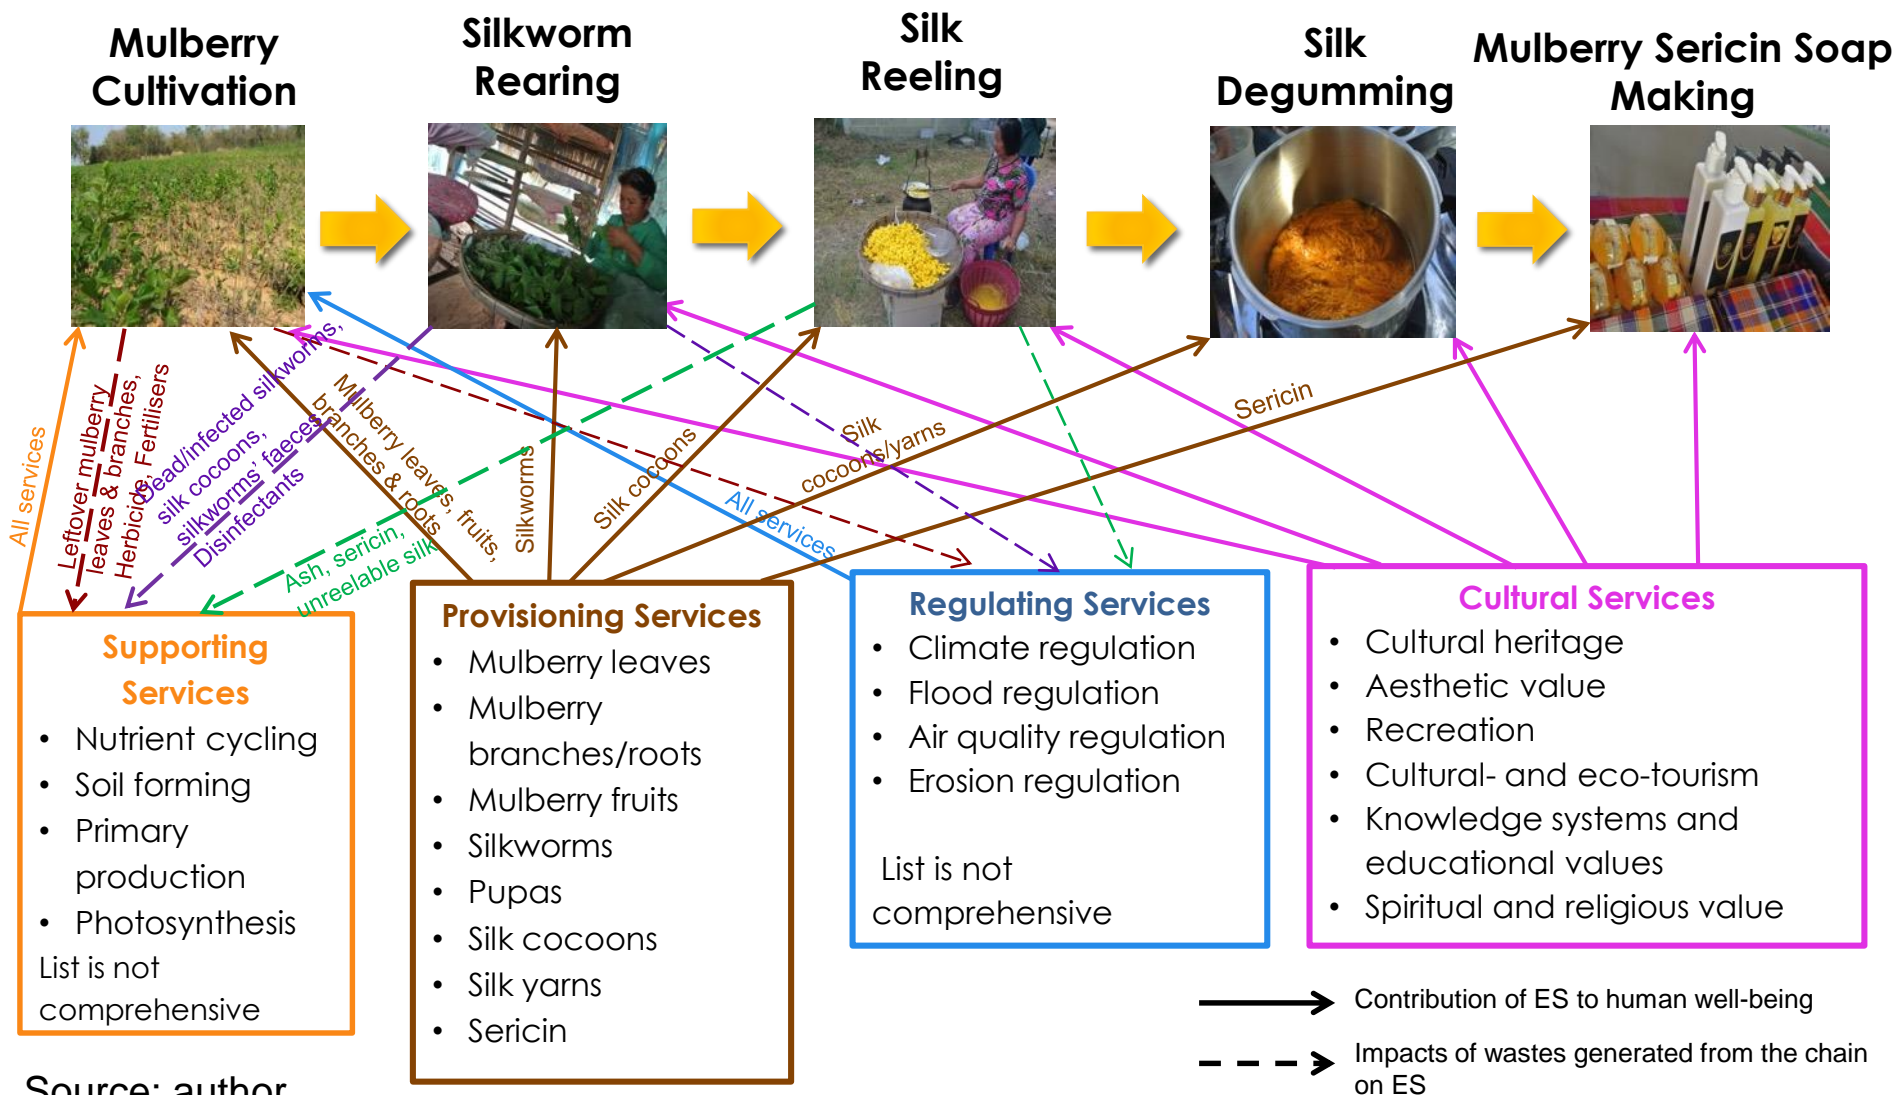 Mulberry
Cultivation
Silkworm
Rearing
Silk
Reeling
Silk
Degumming
Mulberry Sericin Soap
Making
All services
Leftover mulberry
leaves & branches,
Herbicide, Fertilisers
Dead/infected silkworms,
silk cocoons,
silkworms' faeces
Disinfectants
Mulberry leaves, fruits,
branches & roots
Ash, sericin,
unreelable silk
Silkworms
Silk cocoons
Silk
cocoons/yarns
Sericin
All services
Supporting
Services
• Nutrient cycling
• Soil forming
• Primary
production
• Photosynthesis
List is not
comprehensive
Provisioning Services
• Mulberry leaves
• Mulberry
branches/roots
• Mulberry fruits
• Silkworms
• Pupas
• Silk cocoons
• Silk yarns
• Sericin
Regulating Services
• Climate regulation
• Flood regulation
• Air quality regulation
• Erosion regulation
List is not
comprehensive
Cultural Services
• Cultural heritage
• Aesthetic value
• Recreation
• Cultural- and eco-tourism
• Knowledge systems and
educational values
• Spiritual and religious value
Contribution of ES to human well-being
Impacts of wastes generated from the chain
on ES
Source: author